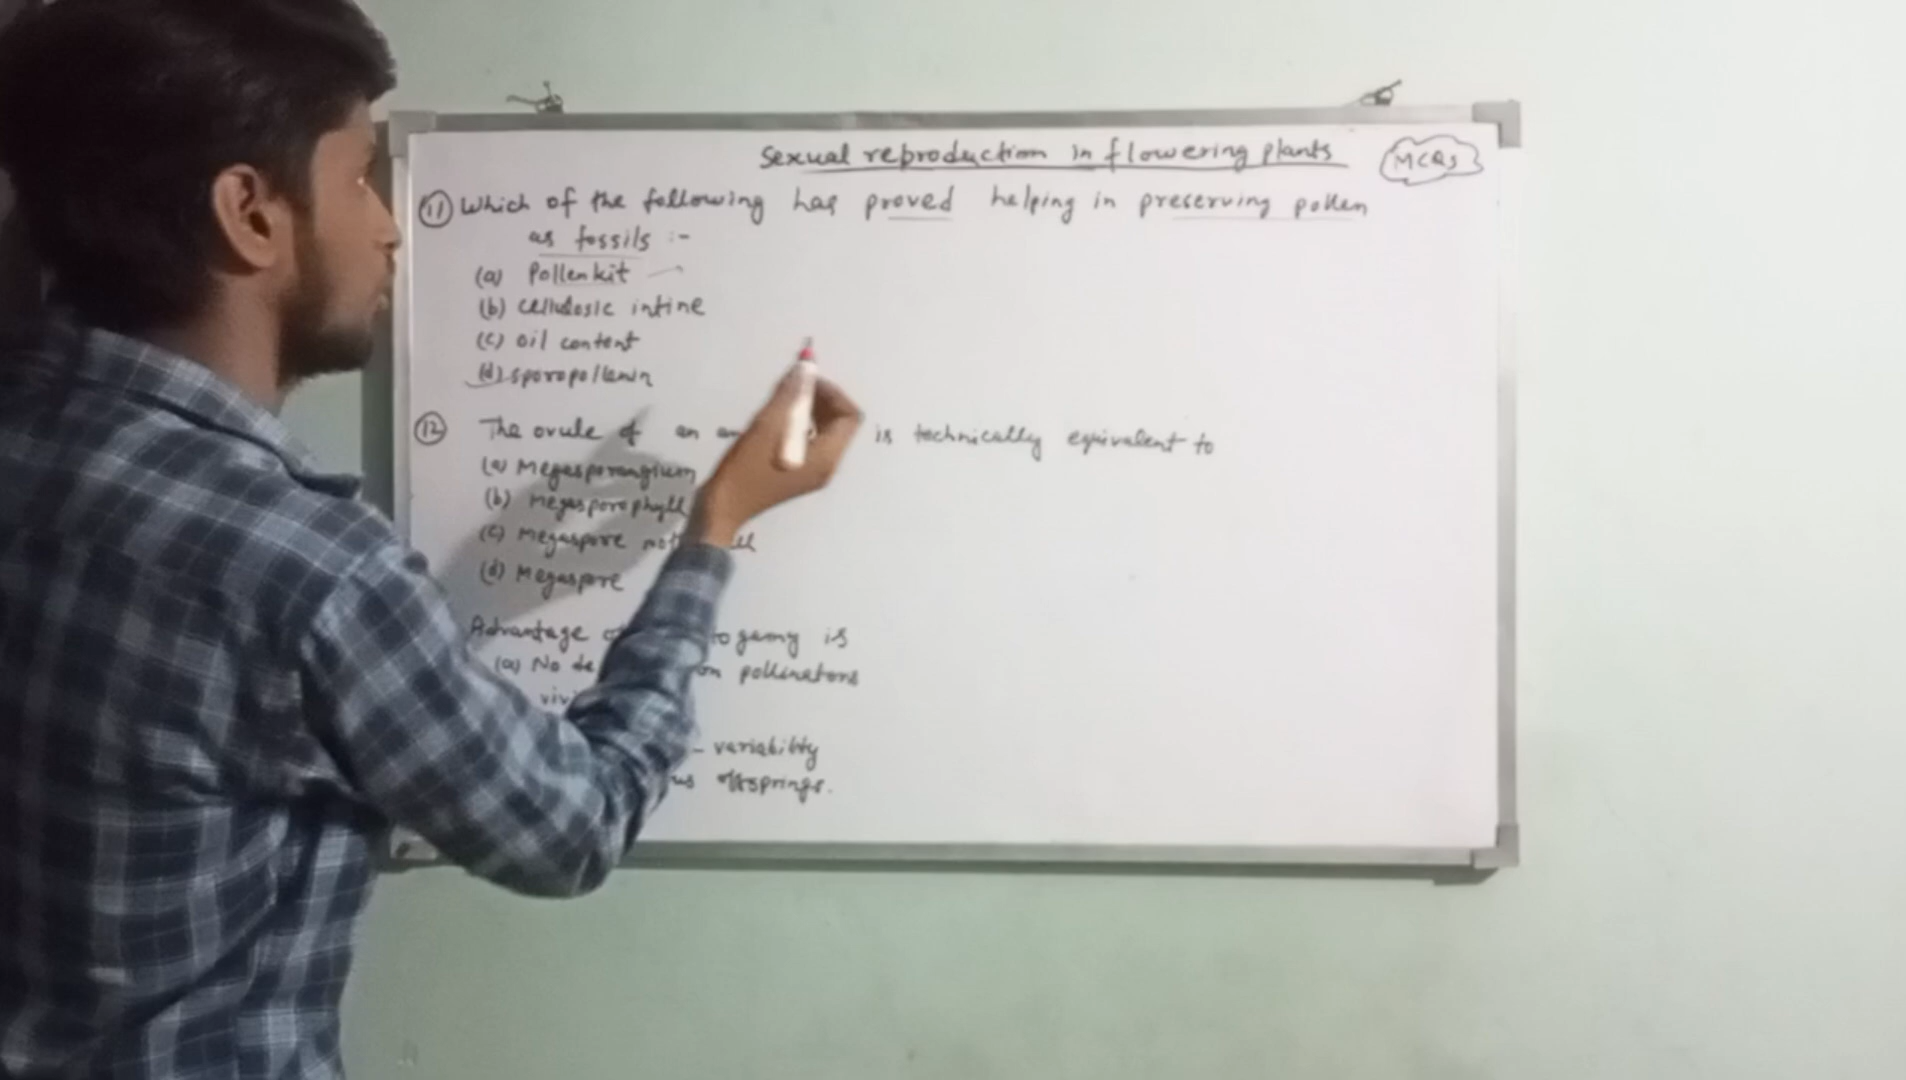 Sexual reproduction in flowering plants MCQs
(11) Which of the following has proved helping in preserving pollen
as fossils :-
(a) Pollenkit
(b) Cellulosic intine
(c) oil content
(d) sporopollenin
(12) The ovule of an is technically equivalent to
(a) Megasporangium
(b) Megasporophyll
(c) Megaspore
(d) Megaspore
Advantage is
(a) No on pollinators
variability
offsprings.